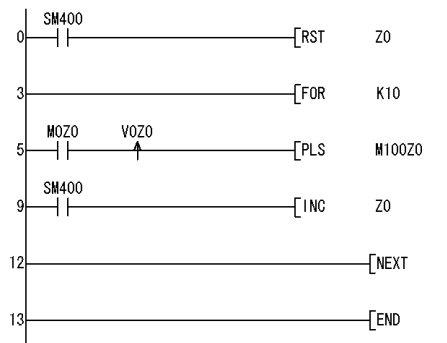 SM400
0 RST Z0
3 FOR K10
M0Z0 V0Z0
5 PLS M100Z0
SM400
9 INC Z0
12 NEXT
13 END